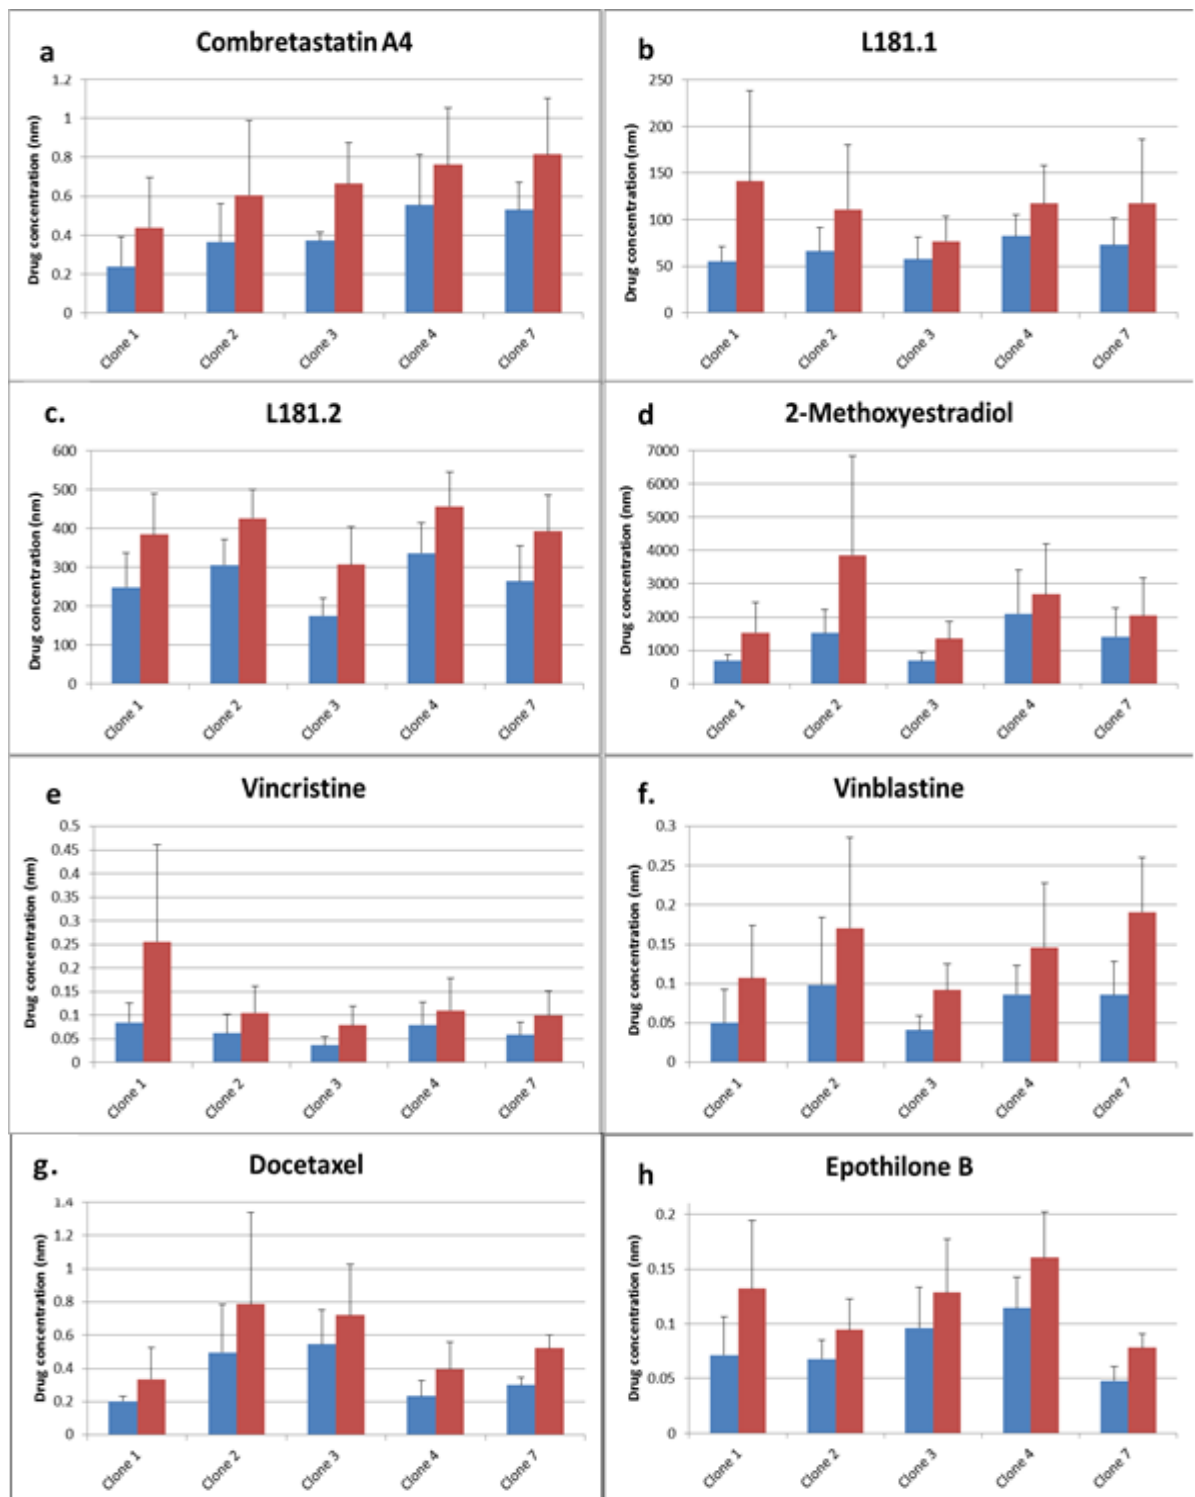 a
Combretastatin A4
Drug concentration (nm)
1.2
1
0.8
0.6
0.4
0.2
0
Clone 1
Clone 2
Clone 3
Clone 4
Clone 7
b
L181.1
Drug concentration (nm)
250
200
150
100
50
0
Clone 1
Clone 2
Clone 3
Clone 4
Clone 7
c.
L181.2
Drug concentration (nm)
600
500
400
300
200
100
0
Clone 1
Clone 2
Clone 3
Clone 4
Clone 7
d
2-Methoxyestradiol
Drug concentration (nm)
7000
6000
5000
4000
3000
2000
1000
0
Clone 1
Clone 2
Clone 3
Clone 4
Clone 7
e
Vincristine
Drug concentration (nm)
0.5
0.45
0.4
0.35
0.3
0.25
0.2
0.15
0.1
0.05
0
Clone 1
Clone 2
Clone 3
Clone 4
Clone 7
f.
Vinblastine
Drug concentration (nm)
0.3
0.25
0.2
0.15
0.1
0.05
0
Clone 1
Clone 2
Clone 3
Clone 4
Clone 7
g.
Docetaxel
Drug concentration (nm)
1.4
1.2
1
0.8
0.6
0.4
0.2
0
Clone 1
Clone 2
Clone 3
Clone 4
Clone 7
h
Epothilone B
Drug concentration (nm)
0.2
0.15
0.1
0.05
0
Clone 1
Clone 2
Clone 3
Clone 4
Clone 7